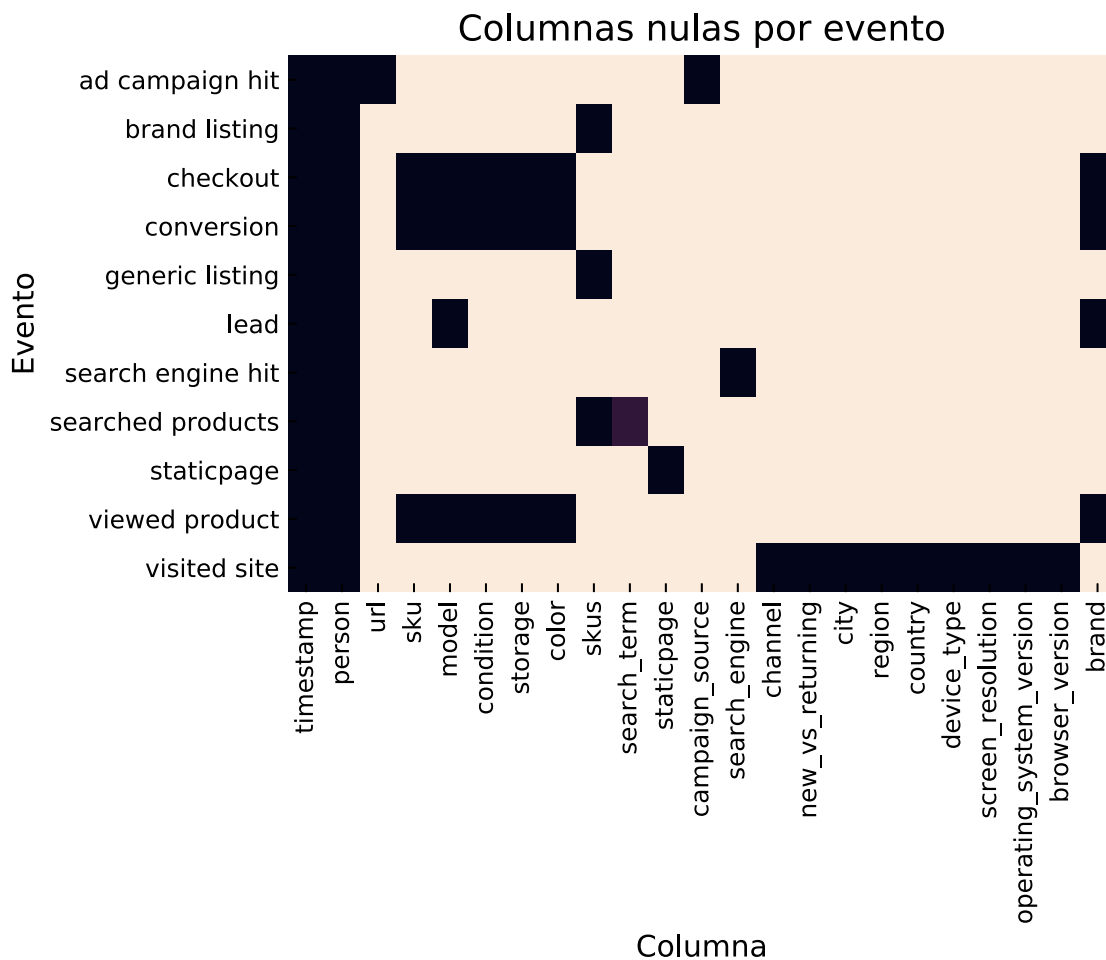 Columnas nulas por evento
Evento
ad campaign hit
brand listing
checkout
conversion
generic listing
lead
search engine hit
searched products
staticpage
viewed product
visited site
timestamp
person
url
sku
model
condition
storage
color
skus
search_term
staticpage
campaign_source
search_engine
channel
new_vs_returning
city
region
country
device_type
screen_resolution
operating_system_version
browser_version
brand
Columna